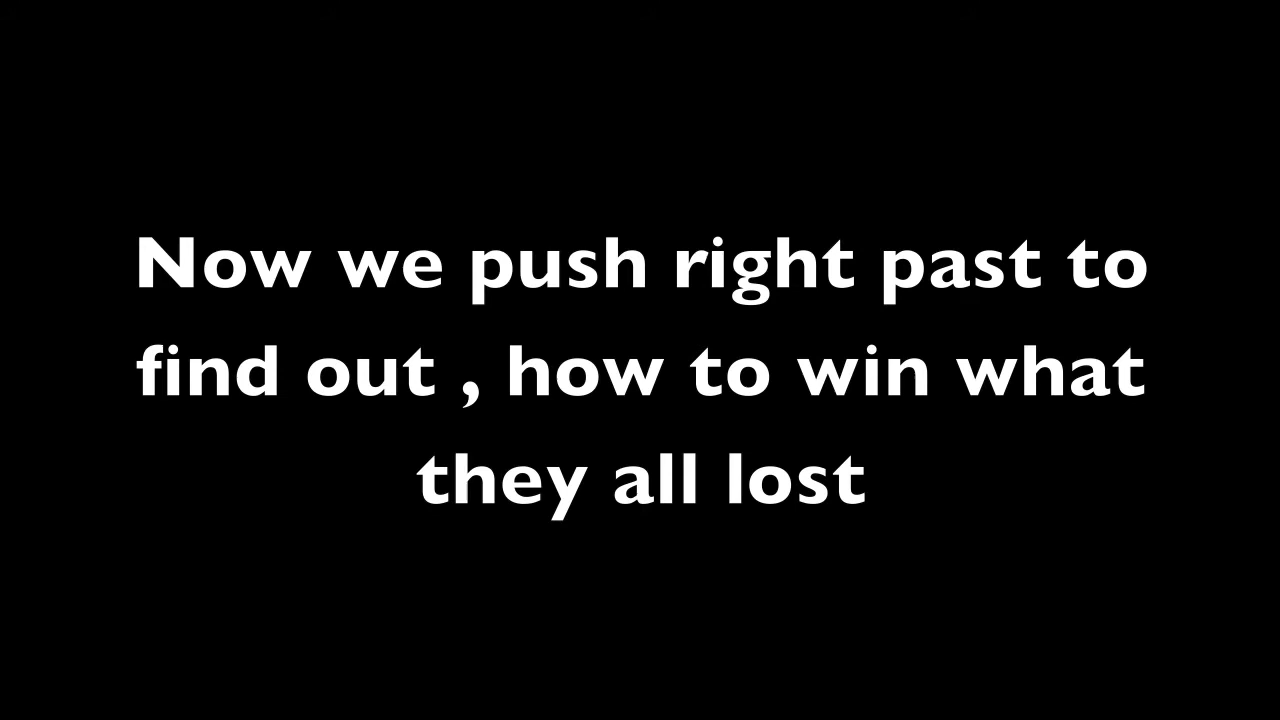 Now we push right past to
find out , how to win what
they all lost